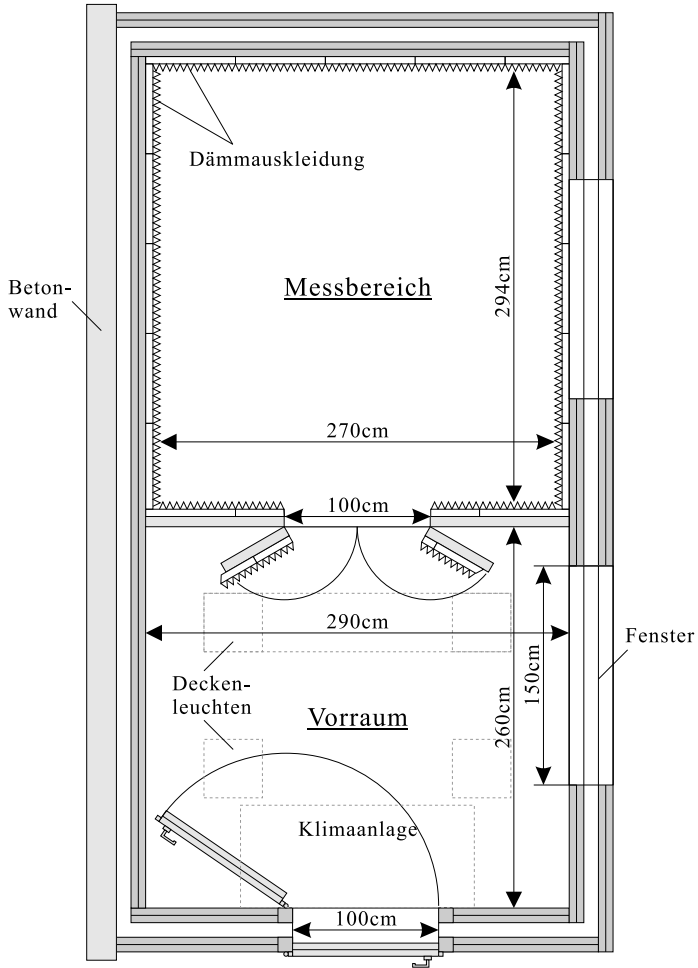 Dämmauskleidung
Messbereich
294cm
Beton-
wand
270cm
100cm
290cm
Fenster
150cm
260cm
Decken-
leuchten
Vorraum
Klimaanlage
100cm